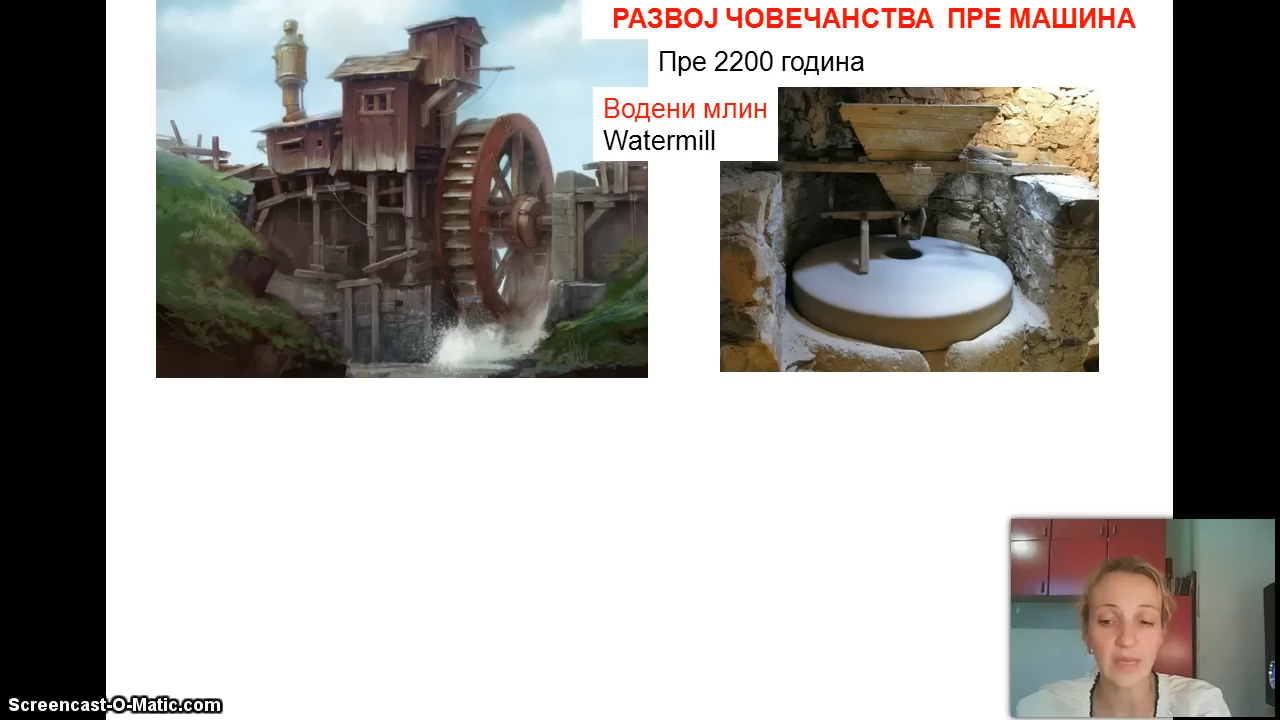 РАЗВОЈ ЧОВЕЧАНСТВА ПРЕ МАШИНА
Пре 2200 година
Водени млин
Watermill
Screencast-O-Matic.com